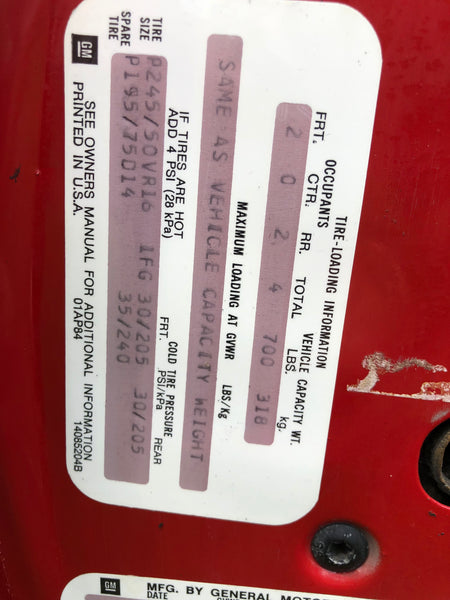 TIRE-LOADING INFORMATION
OCCUPANTS VEHICLE CAPACITY WT.
FRT. CTR. RR. TOTAL LBS. kg.
2 0 2 4 700 318
MAXIMUM LOADING AT GVWR LBS/Kg
SAME AS VEHICLE CAPACITY WEIGHT
IF TIRES ARE HOT
ADD 4 PSI (28 kPa)
COLD TIRE PRESSURE
TIRE SIZE FRT. PSI/kPa REAR
P245/50VR16 1FG 30/205 30/205
SPARE TIRE P195/75D14 35/240
GM
SEE OWNERS MANUAL FOR ADDITIONAL INFORMATION
PRINTED IN U.S.A. 01AP84 14085204B
GM
MFG. BY GENERAL MOTOR
DATE